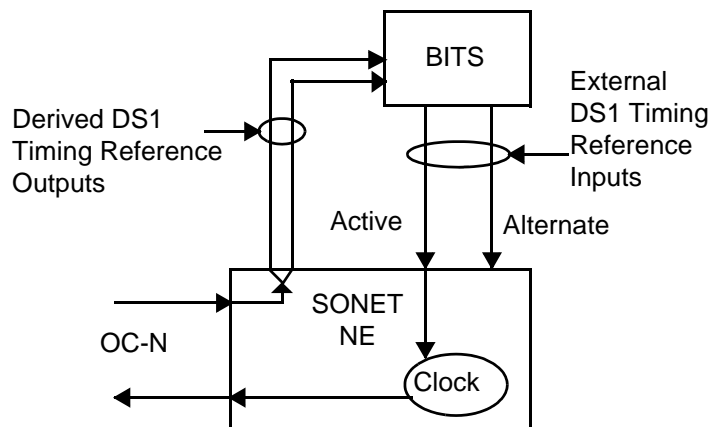 BITS
External
DS1 Timing
Reference
Inputs
Derived DS1
Timing Reference
Outputs
Active
Alternate
SONET
NE
OC-N
Clock